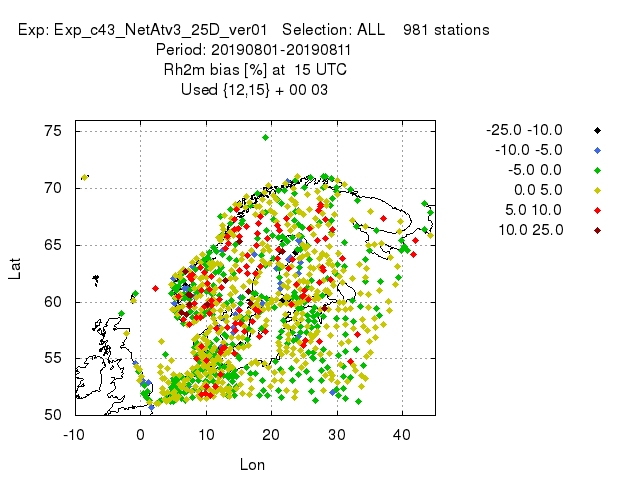 Exp: Exp_c43_NetAtv3_25D_ver01 Selection: ALL 981 stations
Period: 20190801-20190811
Rh2m bias [%] at 15 UTC
Used {12,15} + 00 03
-25.0 -10.0
-10.0 -5.0
-5.0 0.0
0.0 5.0
5.0 10.0
10.0 25.0
Lat
75
70
65
60
55
50
-10 0 10 20 30 40
Lon